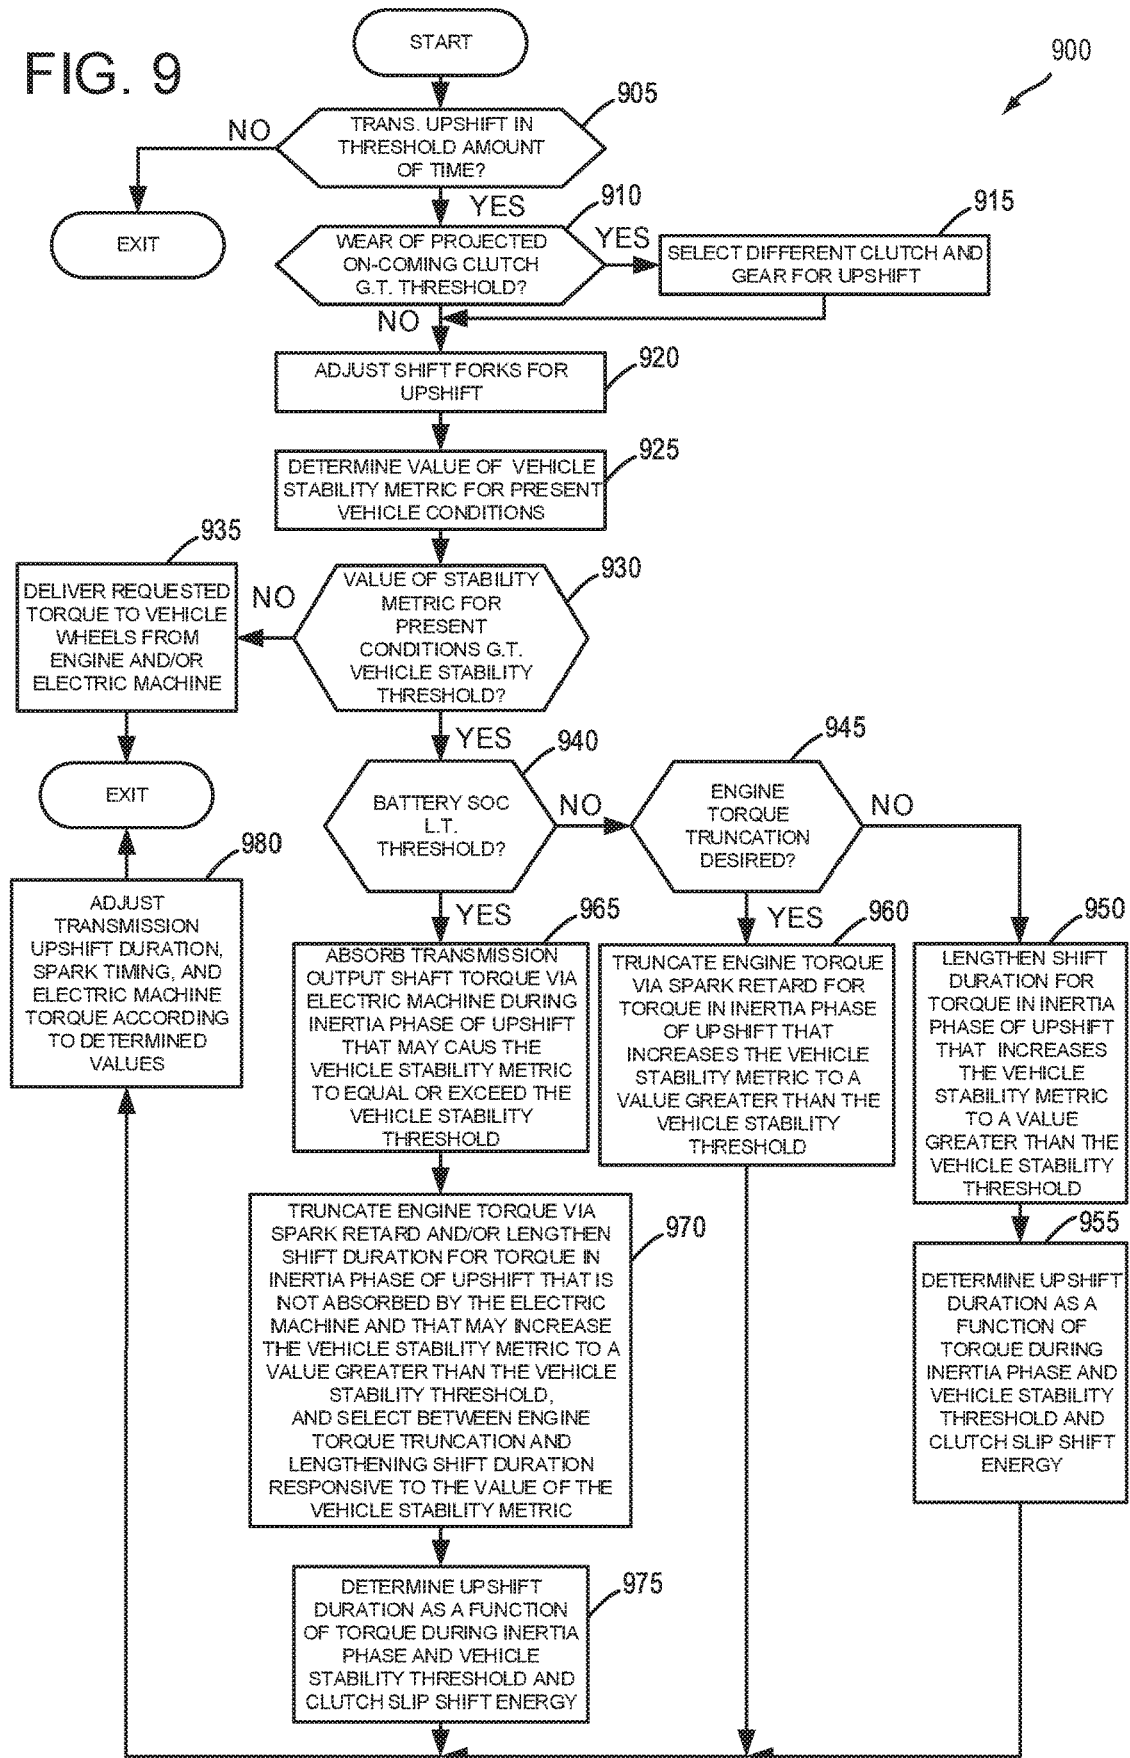 FIG. 9
START
900
905
TRANS. UPSHIFT IN
THRESHOLD AMOUNT
OF TIME?
NO
EXIT
YES
910
WEAR OF PROJECTED
ON-COMING CLUTCH
G.T. THRESHOLD?
YES
915
SELECT DIFFERENT CLUTCH AND
GEAR FOR UPSHIFT
NO
920
ADJUST SHIFT FORKS FOR
UPSHIFT
925
DETERMINE VALUE OF VEHICLE
STABILITY METRIC FOR PRESENT
VEHICLE CONDITIONS
930
VALUE OF STABILITY
METRIC FOR
PRESENT
CONDITIONS G.T.
VEHICLE STABILITY
THRESHOLD?
NO
935
DELIVER REQUESTED
TORQUE TO VEHICLE
WHEELS FROM
ENGINE AND/OR
ELECTRIC MACHINE
EXIT
YES
940
BATTERY SOC
L.T.
THRESHOLD?
NO
945
ENGINE
TORQUE
TRUNCATION
DESIRED?
NO
980
ADJUST
TRANSMISSION
UPSHIFT DURATION,
SPARK TIMING, AND
ELECTRIC MACHINE
TORQUE ACCORDING
TO DETERMINED
VALUES
YES
965
ABSORB TRANSMISSION
OUTPUT SHAFT TORQUE VIA
ELECTRIC MACHINE DURING
INERTIA PHASE OF UPSHIFT
THAT MAY CAUS THE
VEHICLE STABILITY METRIC
TO EQUAL OR EXCEED THE
VEHICLE STABILITY
THRESHOLD
YES
960
TRUNCATE ENGINE TORQUE
VIA SPARK RETARD FOR
TORQUE IN INERTIA PHASE
OF UPSHIFT THAT
INCREASES THE VEHICLE
STABILITY METRIC TO A
VALUE GREATER THAN THE
VEHICLE STABILITY
THRESHOLD
950
LENGTHEN SHIFT
DURATION FOR
TORQUE IN INERTIA
PHASE OF UPSHIFT
THAT INCREASES
THE VEHICLE
STABILITY METRIC
TO A VALUE
GREATER THAN THE
VEHICLE STABILITY
THRESHOLD
970
TRUNCATE ENGINE TORQUE VIA
SPARK RETARD AND/OR LENGTHEN
SHIFT DURATION FOR TORQUE IN
INERTIA PHASE OF UPSHIFT THAT IS
NOT ABSORBED BY THE ELECTRIC
MACHINE AND THAT MAY INCREASE
THE VEHICLE STABILITY METRIC TO A
VALUE GREATER THAN THE VEHICLE
STABILITY THRESHOLD,
AND SELECT BETWEEN ENGINE
TORQUE TRUNCATION AND
LENGTHENING SHIFT DURATION
RESPONSIVE TO THE VALUE OF THE
VEHICLE STABILITY METRIC
955
DETERMINE UPSHIFT
DURATION AS A
FUNCTION OF
TORQUE DURING
INERTIA PHASE AND
VEHICLE STABILITY
THRESHOLD AND
CLUTCH SLIP SHIFT
ENERGY
975
DETERMINE UPSHIFT
DURATION AS A FUNCTION
OF TORQUE DURING INERTIA
PHASE AND VEHICLE
STABILITY THRESHOLD AND
CLUTCH SLIP SHIFT ENERGY